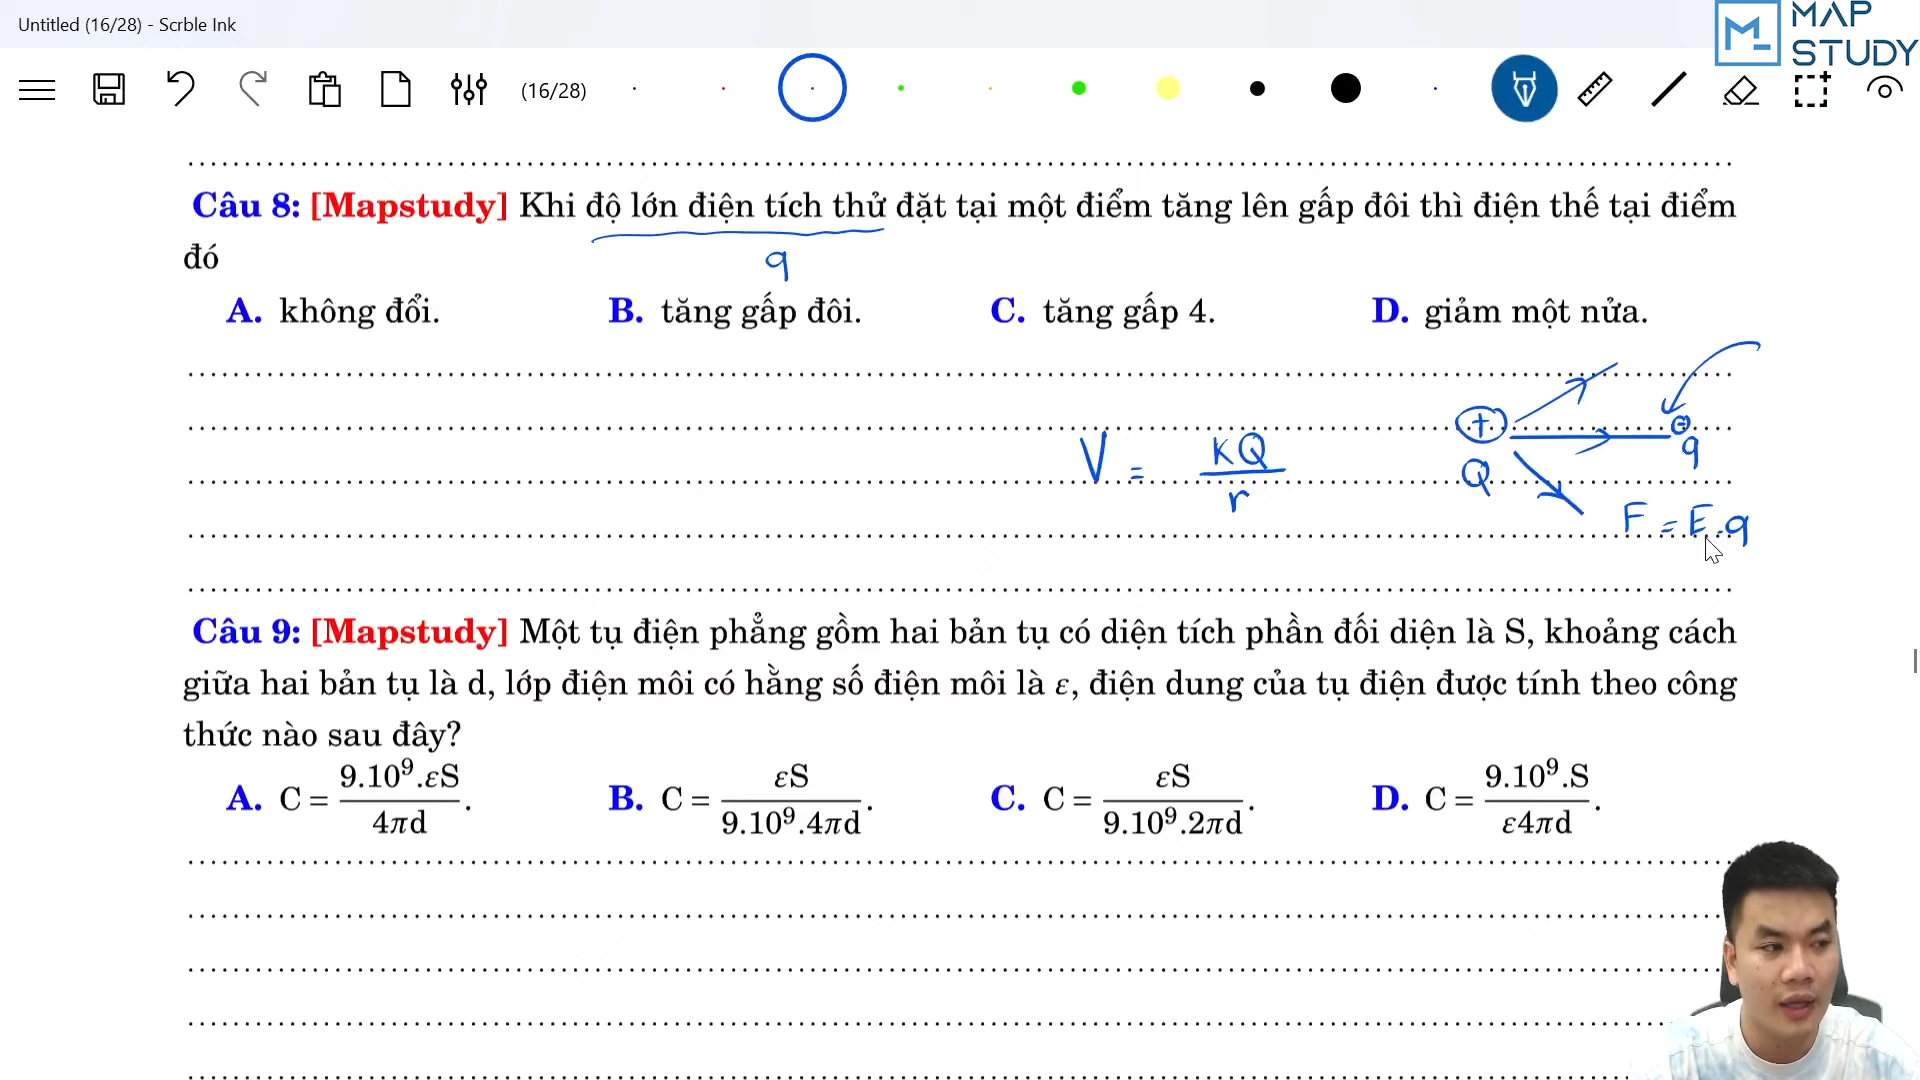 Untitled (16/28) - Scrble Ink
MAP
STUDY
(16/28)
Câu 8: [Mapstudy] Khi độ lớn điện tích thử đặt tại một điểm tăng lên gấp đôi thì điện thế tại điểm
đó
q
A. không đổi. B. tăng gấp đôi. C. tăng gấp 4. D. giảm một nửa.
V = KQ/r
+ Q
q
F = E.q
Câu 9: [Mapstudy] Một tụ điện phẳng gồm hai bản tụ có diện tích phần đối diện là S, khoảng cách
giữa hai bản tụ là d, lớp điện môi có hằng số điện môi là ε, điện dung của tụ điện được tính theo công
thức nào sau đây?
A. C = 9.10⁹.εS/4πd. B. C = εS/9.10⁹.4πd. C. C = εS/9.10⁹.2πd. D. C = 9.10⁹.S/ε4πd.